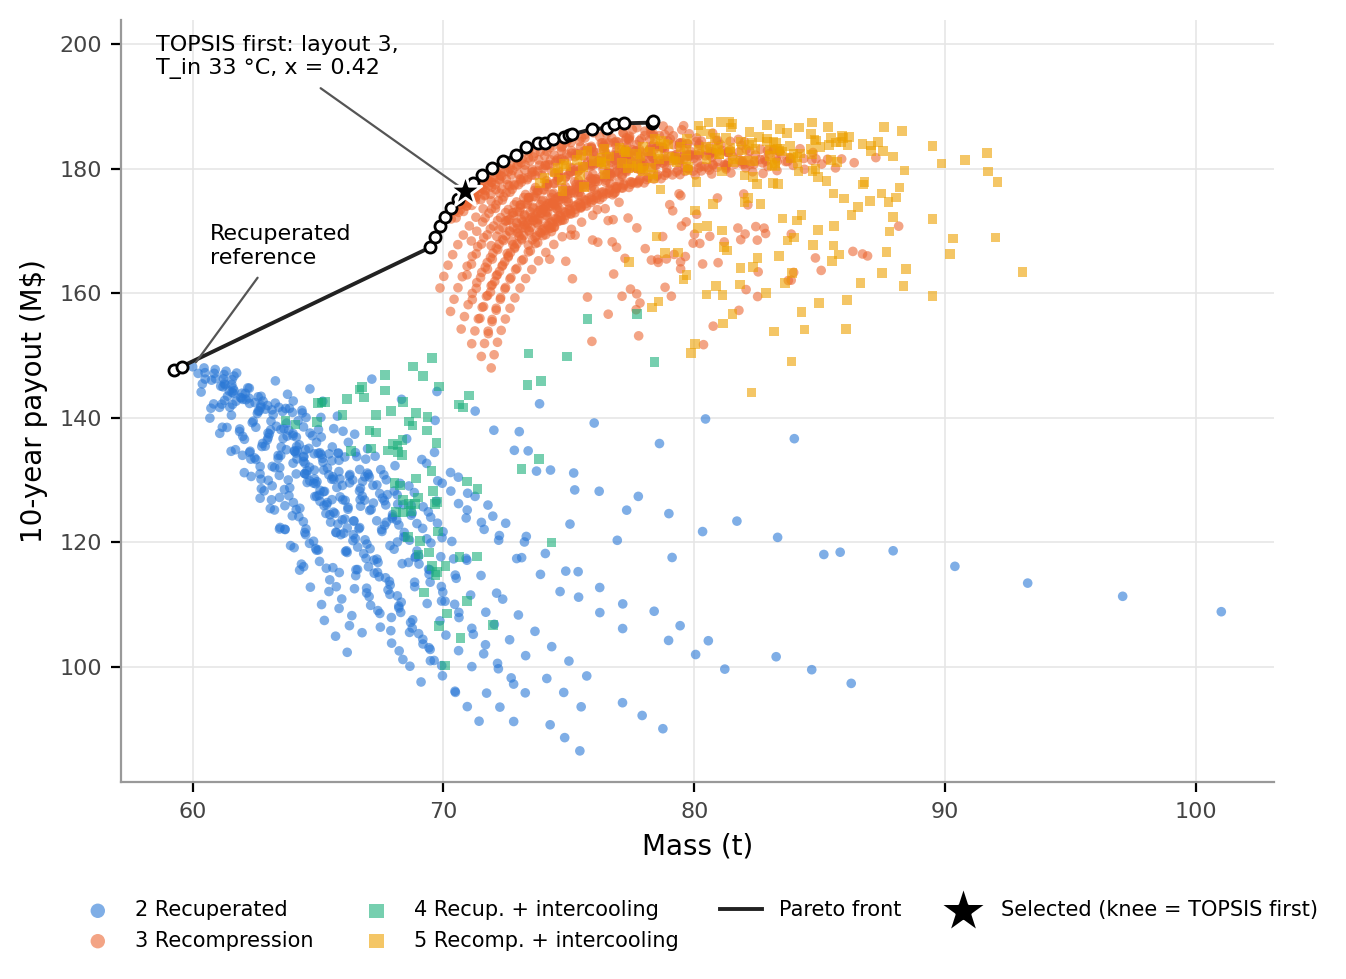 TOPSIS first: layout 3,
T_in 33 °C, x = 0.42
Recuperated
reference
10-year payout (M$)
200
180
160
140
120
100
60
70
80
90
100
Mass (t)
2 Recuperated
3 Recompression
4 Recup. + intercooling
5 Recomp. + intercooling
Pareto front
Selected (knee = TOPSIS first)